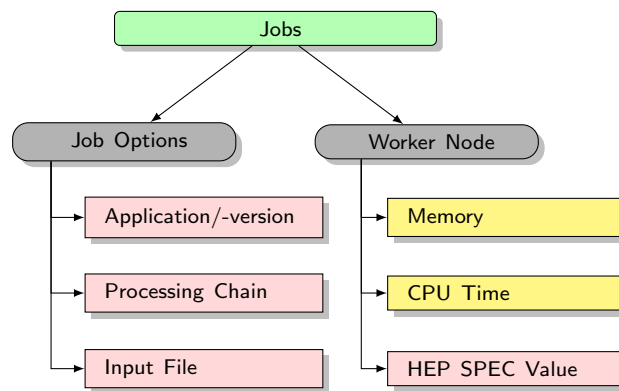 Jobs
Job Options
Worker Node
Application/-version
Memory
Processing Chain
CPU Time
Input File
HEP SPEC Value